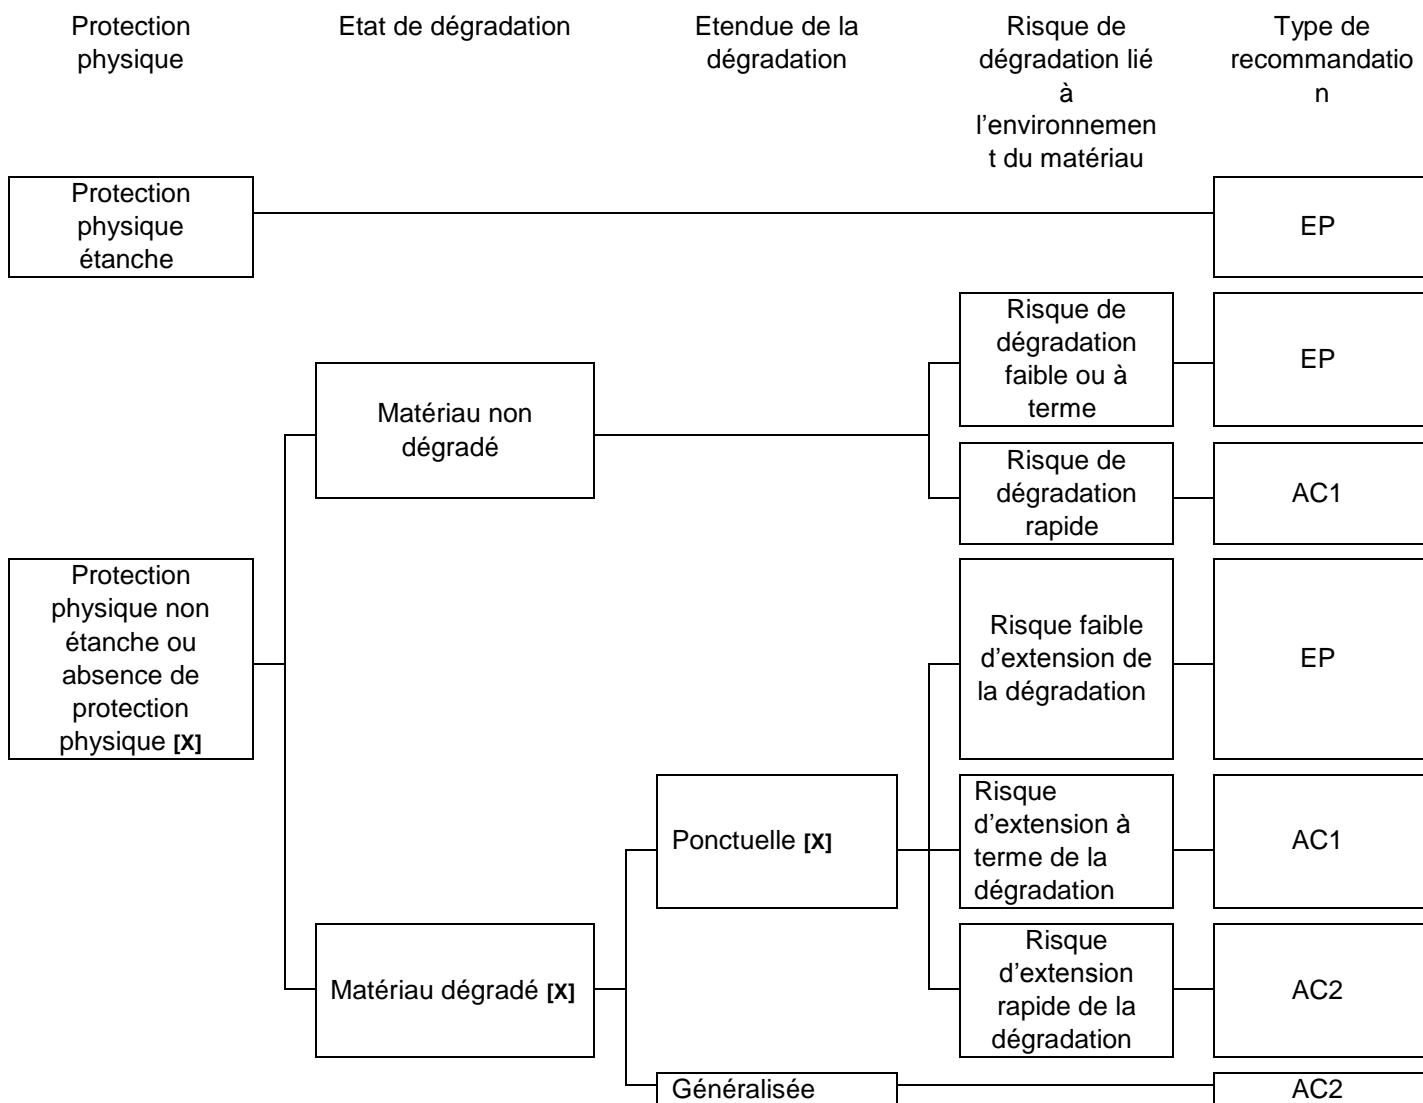 Protection
physique
Etat de dégradation
Etendue de la
dégradation
Risque de
dégradation lié
à
l’environnemen
t du matériau
Type de
recommandatio
n
Protection
physique
étanche
EP
Risque de
dégradation
faible ou à
terme
EP
Matériau non
dégradé
Risque de
dégradation
rapide
AC1
Protection
physique non
étanche ou
absence de
protection
physique [X]
Risque faible
d’extension de
la dégradation
EP
Ponctuelle [X]
Risque
d’extension à
terme de la
dégradation
AC1
Matériau dégradé [X]
Risque
d’extension
rapide de la
dégradation
AC2
Généralisée
AC2